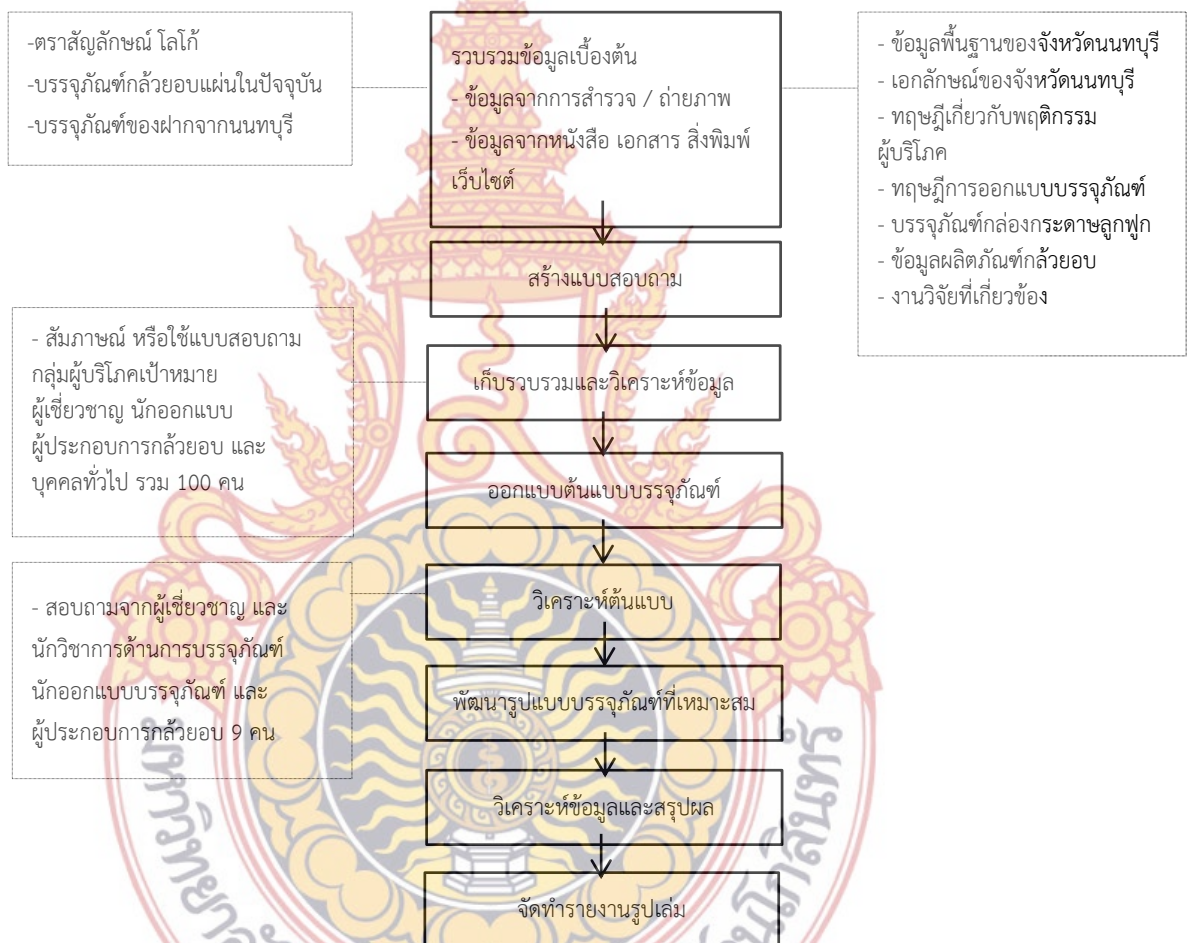 -ตราสัญลักษณ์ โลโก้
-บรรจุภัณฑ์กล้วยอบแผ่นในปัจจุบัน
-บรรจุภัณฑ์ของฝากจากนนทบุรี
รวบรวมข้อมูลเบื้องต้น
- ข้อมูลจากการสำรวจ / ถ่ายภาพ
- ข้อมูลจากหนังสือ เอกสาร สิ่งพิมพ์
เว็บไซต์
- ข้อมูลพื้นฐานของจังหวัดนนทบุรี
- เอกลักษณ์ของจังหวัดนนทบุรี
- ทฤษฎีเกี่ยวกับพฤติกรรม
ผู้บริโภค
- ทฤษฎีการออกแบบบรรจุภัณฑ์
- บรรจุภัณฑ์กล่องกระดาษลูกฟูก
- ข้อมูลผลิตภัณฑ์กล้วยอบ
- งานวิจัยที่เกี่ยวข้อง
สร้างแบบสอบถาม
- สัมภาษณ์ หรือใช้แบบสอบถาม
กลุ่มผู้บริโภคเป้าหมาย
ผู้เชี่ยวชาญ นักออกแบบ
ผู้ประกอบการกล้วยอบ และ
บุคคลทั่วไป รวม 100 คน
เก็บรวบรวมและวิเคราะห์ข้อมูล
ออกแบบต้นแบบบรรจุภัณฑ์
- สอบถามจากผู้เชี่ยวชาญ และ
นักวิชาการด้านการบรรจุภัณฑ์
นักออกแบบบรรจุภัณฑ์ และ
ผู้ประกอบการกล้วยอบ 9 คน
วิเคราะห์ต้นแบบ
พัฒนารูปแบบบรรจุภัณฑ์ที่เหมาะสม
วิเคราะห์ข้อมูลและสรุปผล
จัดทำรายงานรูปเล่ม